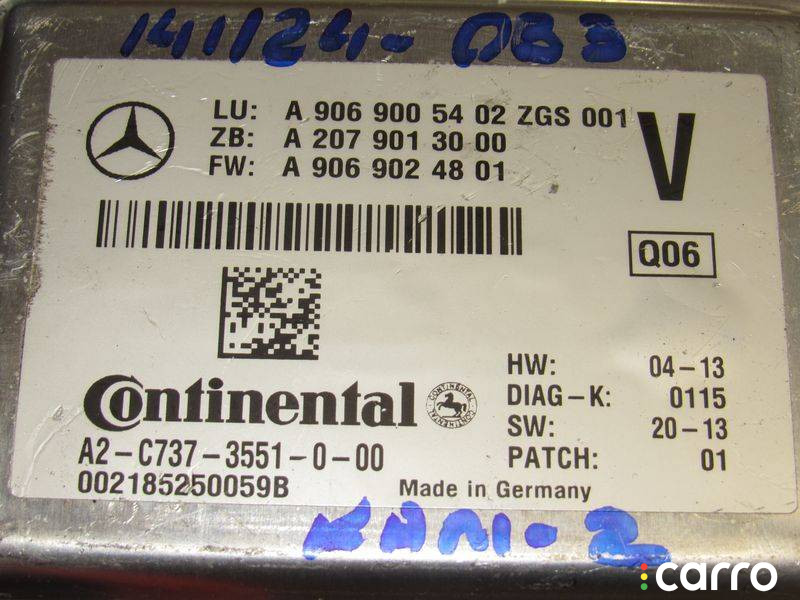 141124-083
LU: A 906 900 54 02 ZGS 001
ZB: A 207 901 30 00
FW: A 906 902 48 01
V
Q06
Continental
CONTINENTAL
A2-C737-3551-0-00
002185250059B
Made in Germany
HW: 04-13
DIAG-K: 0115
SW: 20-13
PATCH: 01
carro